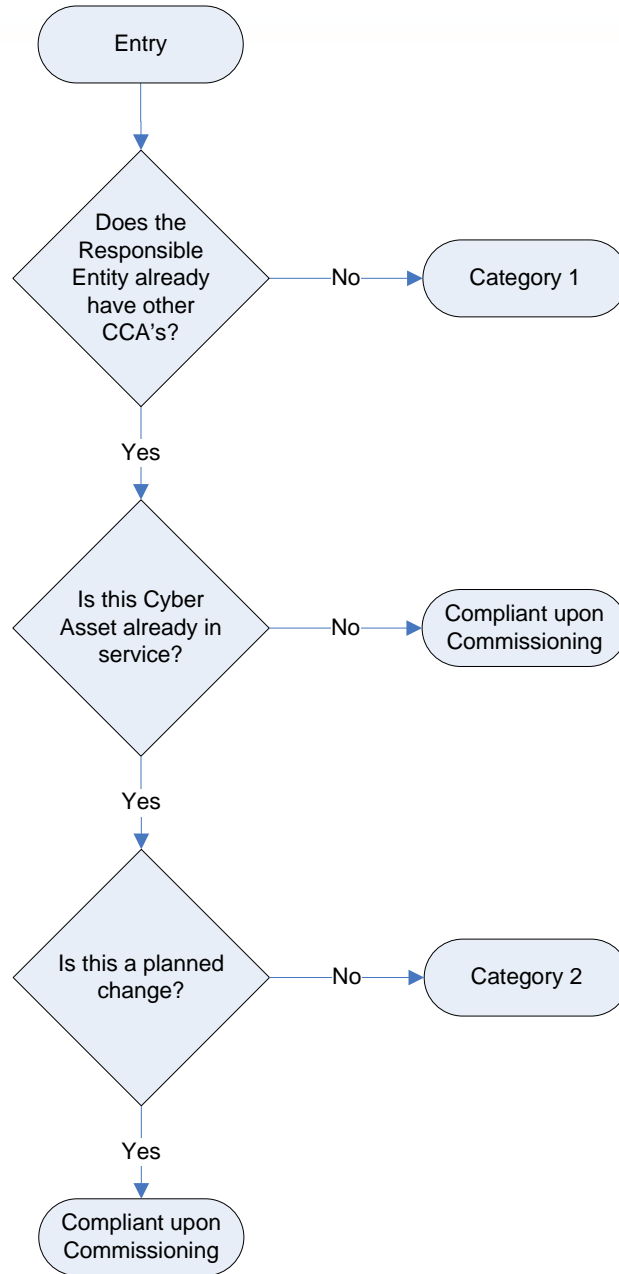 Entry
Does the
Responsible
Entity already
have other
CCA's?
No
Category 1
Yes
Is this Cyber
Asset already in
service?
No
Compliant upon
Commissioning
Yes
Is this a planned
change?
No
Category 2
Yes
Compliant upon
Commissioning